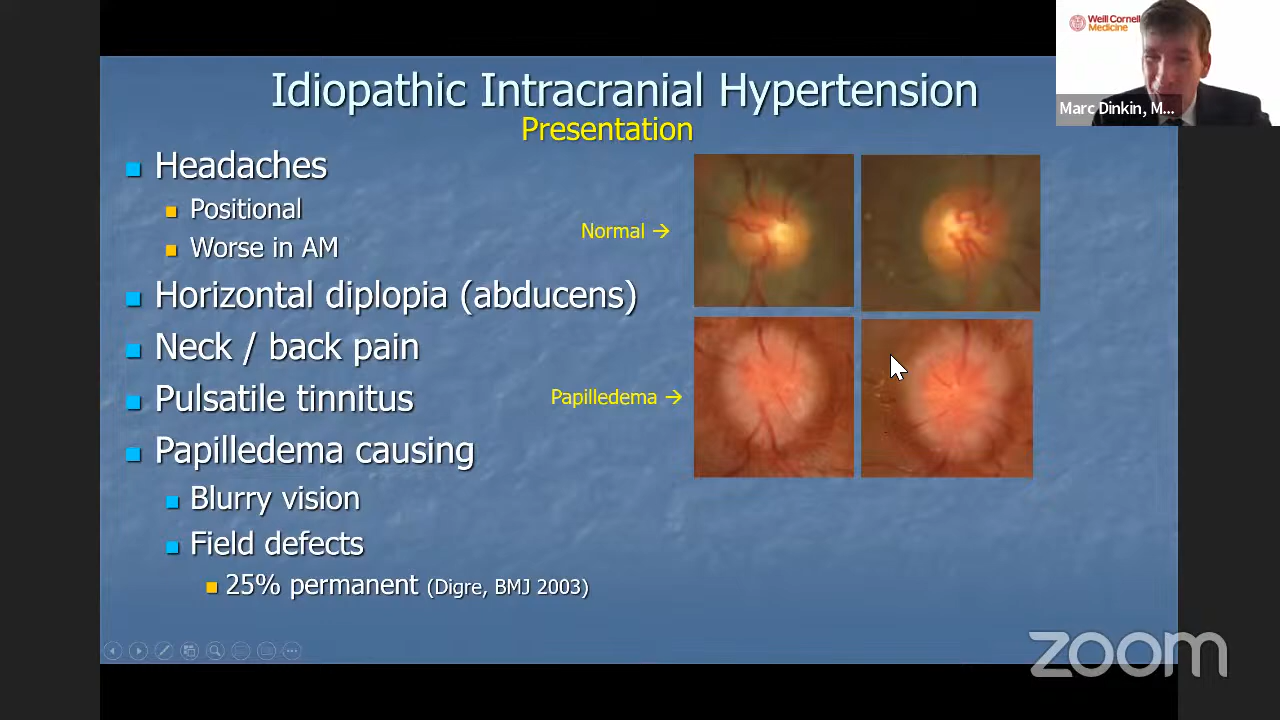 Idiopathic Intracranial Hypertension
Presentation
Headaches
Positional
Worse in AM
Horizontal diplopia (abducens)
Neck / back pain
Pulsatile tinnitus
Papilledema causing
Blurry vision
Field defects
25% permanent (Digre, BMJ 2003)
Normal →
Papilledema →
Weill Cornell
Medicine
Marc Dinkin, M...
zoom